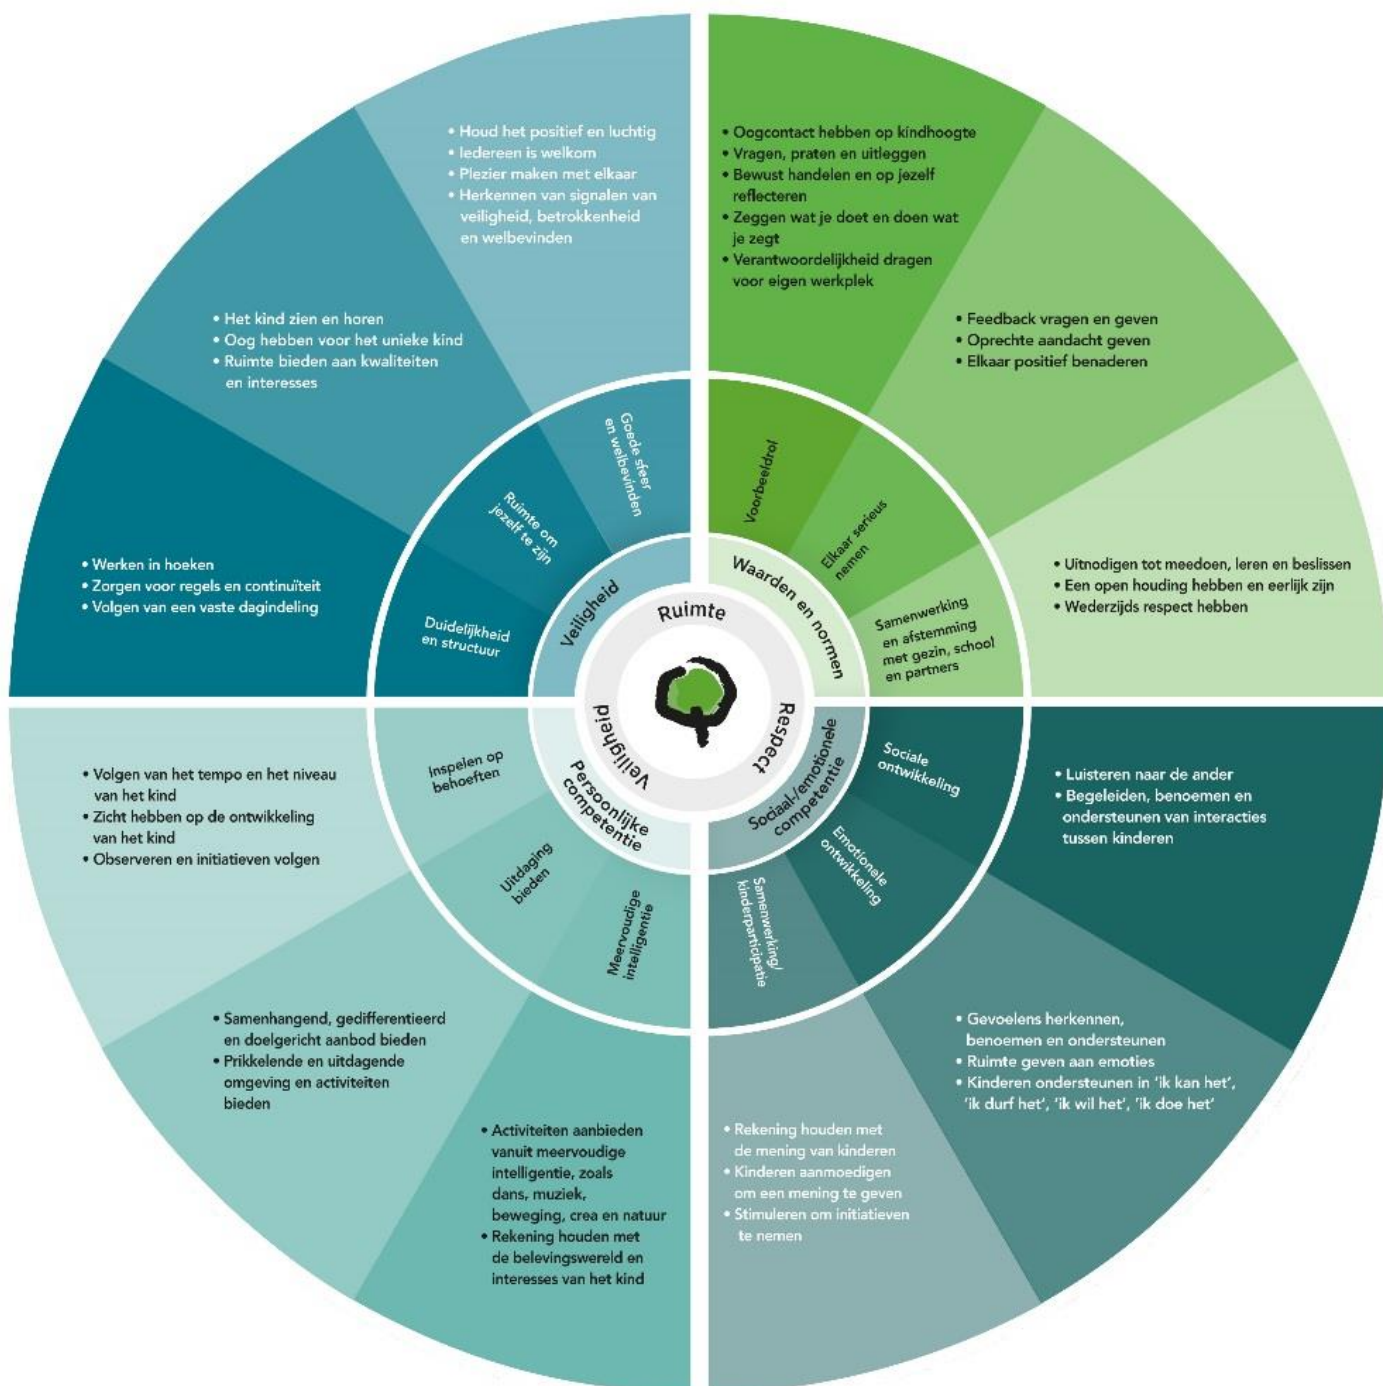 • Houd het positief en luchtig
• Iedereen is welkom
• Plezier maken met elkaar
• Herkennen van signalen van
veiligheid, betrokkenheid
en welbevinden
• Oogcontact hebben op kindhoogte
• Vragen, praten en uitleggen
• Bewust handelen en op jezelf
reflecteren
• Zeggen wat je doet en doen wat
je zegt
• Verantwoordelijkheid dragen
voor eigen werkplek
• Het kind zien en horen
• Oog hebben voor het unieke kind
• Ruimte bieden aan kwaliteiten
en interesses
• Feedback vragen en geven
• Oprechte aandacht geven
• Elkaar positief benaderen
• Werken in hoeken
• Zorgen voor regels en continuïteit
• Volgen van een vaste dagindeling
• Uitnodigen tot meedoen, leren en beslissen
• Een open houding hebben en eerlijk zijn
• Wederzijds respect hebben
Goede sfeer
en welbevinden
Ruimte om
jezelf te zijn
Duidelijkheid
en structuur
Veiligheid
Voorbeeldrol
Elkaar serieus
nemen
Samenwerking
en afstemming
met gezin, school
en partners
Waarden en normen
Ruimte
Respect
Veiligheid
Inspelen op
behoeften
Uitdaging
bieden
Meervoudige
intelligentie
Persoonlijke
competentie
Sociaal-/emotionele
competentie
Sociale
ontwikkeling
Emotionele
ontwikkeling
Samenwerking/
kinderparticipatie
• Volgen van het tempo en het niveau
van het kind
• Zicht hebben op de ontwikkeling
van het kind
• Observeren en initiatieven volgen
• Luisteren naar de ander
• Begeleiden, benoemen en
ondersteunen van interacties
tussen kinderen
• Samenhangend, gedifferentieerd
en doelgericht aanbod bieden
• Prikkelende en uitdagende
omgeving en activiteiten
bieden
• Gevoelens herkennen,
benoemen en ondersteunen
• Ruimte geven aan emoties
• Kinderen ondersteunen in 'ik kan het',
'ik durf het', 'ik wil het', 'ik doe het'
• Activiteiten aanbieden
vanuit meervoudige
intelligentie, zoals
dans, muziek,
beweging, crea en natuur
• Rekening houden met
de belevingswereld en
interesses van het kind
• Rekening houden met
de mening van kinderen
• Kinderen aanmoedigen
om een mening te geven
• Stimuleren om initiatieven
te nemen